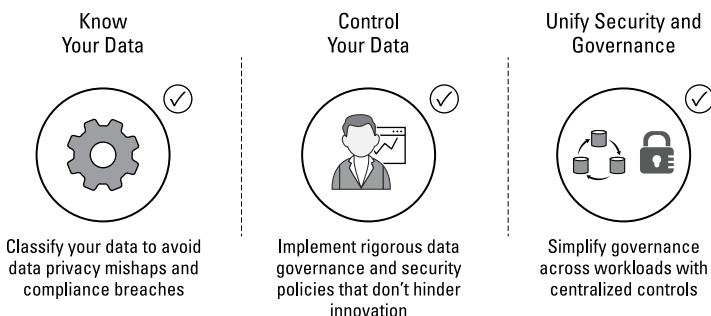 Know
Your Data
Classify your data to avoid
data privacy mishaps and
compliance breaches
Control
Your Data
Implement rigorous data
governance and security
policies that don't hinder
innovation
Unify Security and
Governance
Simplify governance
across workloads with
centralized controls